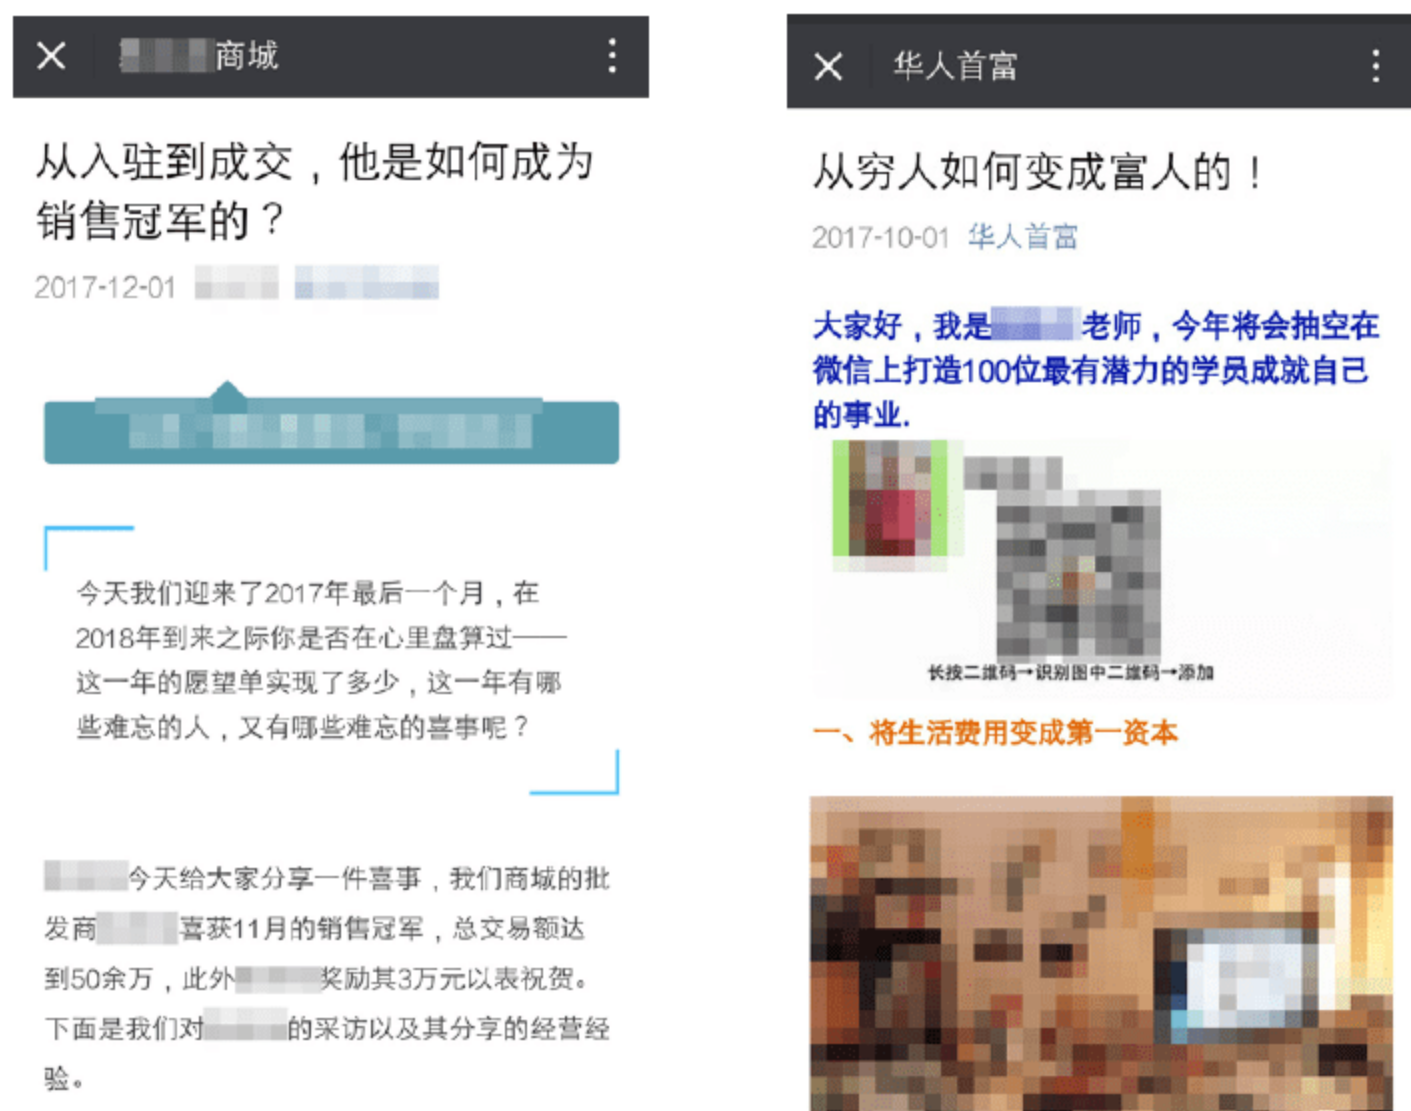 商城
从入驻到成交，他是如何成为
销售冠军的？
2017-12-01
今天我们迎来了2017年最后一个月，在
2018年到来之际你是否在心里盘算过——
这一年的愿望单实现了多少，这一年有哪
些难忘的人，又有哪些难忘的喜事呢？
今天给大家分享一件喜事，我们商城的批
发商喜获11月的销售冠军，总交易额达
到50余万，此外奖励其3万元以表祝贺。
下面是我们对的采访以及其分享的经营经
验。
华人首富
从穷人如何变成富人的！
2017-10-01 华人首富
大家好，我是老师，今年将会抽空在
微信上打造100位最有潜力的学员成就自己
的事业.
长按二维码→识别图中二维码→添加
一、将生活费用变成第一资本